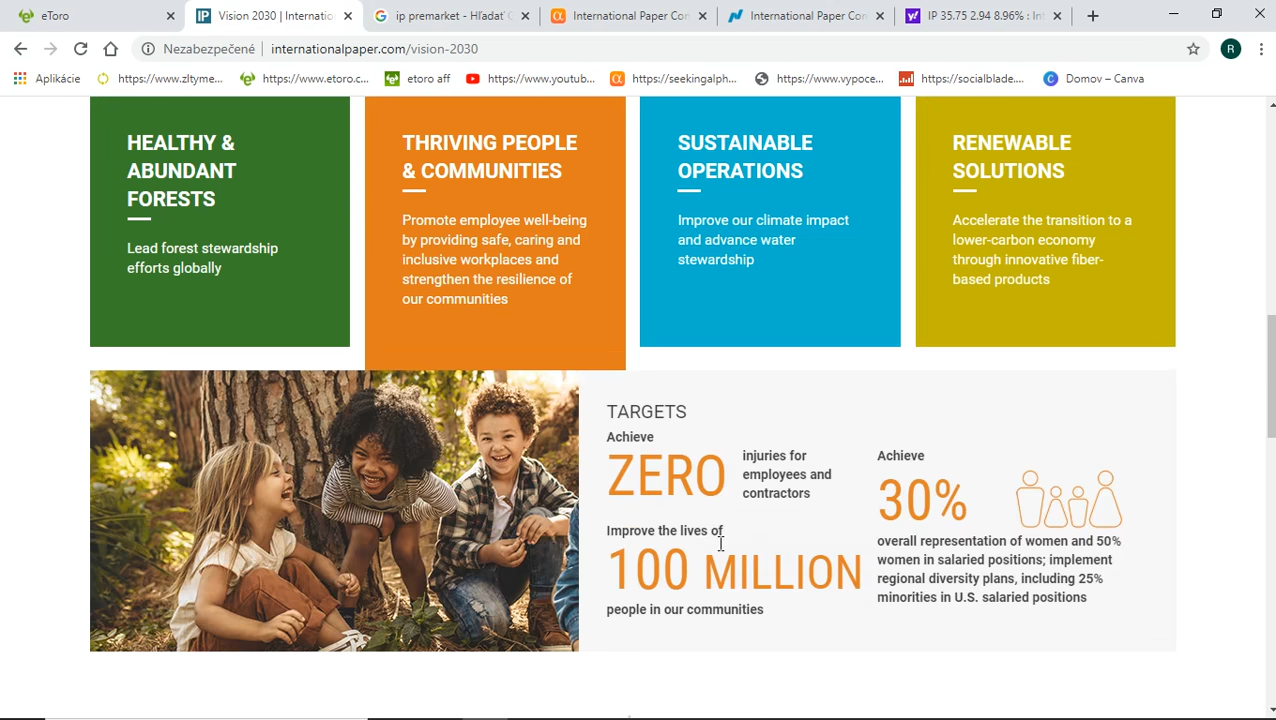 eToro
Vision 2030 | Internatio
ip premarket - Hľadať
International Paper Com
International Paper Com
IP 35.75 2.94 8.96% : Int
Nezabezpečené
internationalpaper.com/vision-2030
R
Aplikácie
https://www.zltyme...
https://www.etoro.c...
etoro aff
https://www.youtub...
https://seekingalph...
https://www.vypoce...
https://socialblade....
Domov – Canva
HEALTHY &
ABUNDANT
FORESTS
Lead forest stewardship
efforts globally
THRIVING PEOPLE
& COMMUNITIES
Promote employee well-being
by providing safe, caring and
inclusive workplaces and
strengthen the resilience of
our communities
SUSTAINABLE
OPERATIONS
Improve our climate impact
and advance water
stewardship
RENEWABLE
SOLUTIONS
Accelerate the transition to a
lower-carbon economy
through innovative fiber-
based products
TARGETS
Achieve
ZERO
injuries for
employees and
contractors
Improve the lives of
100 MILLION
people in our communities
Achieve
30%
overall representation of women and 50%
women in salaried positions; implement
regional diversity plans, including 25%
minorities in U.S. salaried positions